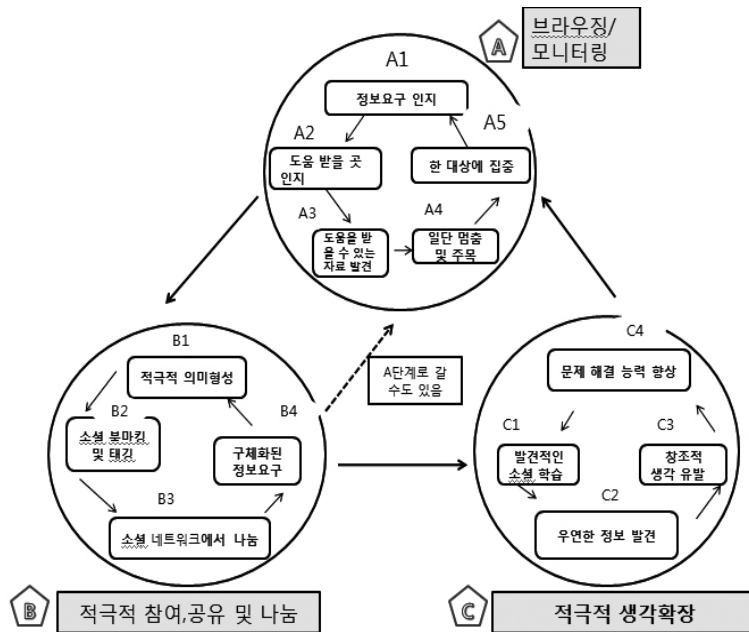 A
브라우징/
모니터링
A1
정보요구 인지
A2
도움 받을 곳
인지
A3
도움을 받
을 수 있는
자료 발견
A4
일단 멈춤
및 주목
A5
한 대상에 집중
B1
적극적 의미형성
B2
소셜 붖마킹
및 태깅
B3
소셜 네트워크에서 나눔
B4
구체화된
정보요구
A단계로 갈
수도 있음
C4
문제 해결 능력 향상
C1
발견적인
소셜 학습
C2
우연한 정보 발견
C3
창조적
생각 유발
B
적극적 참여,공유 및 나눔
C
적극적 생각확장